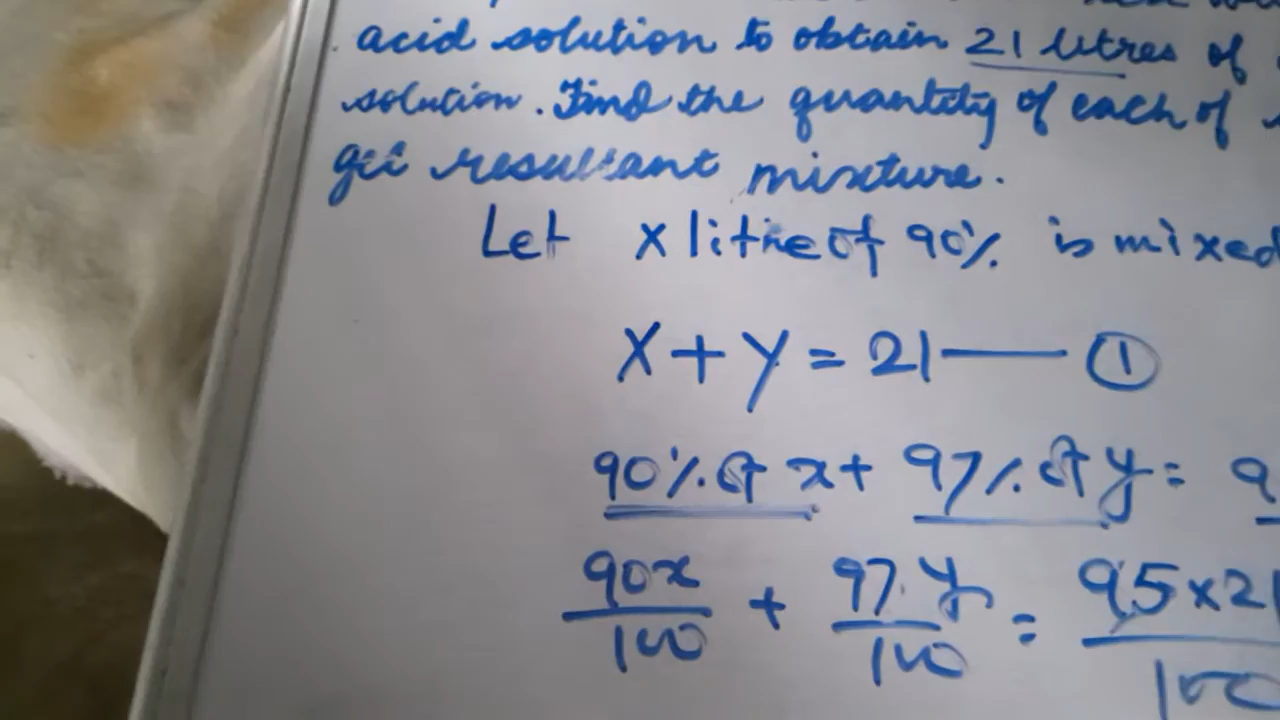 acid solution to obtain 21 litres of
solution. Find the quantity of each of
get resultant mixture.
Let x litre of 90% is mixed
x + y = 21 — ①
90% of x + 97% of y = 9
90x/100 + 97y/100 = 95 x 21/100